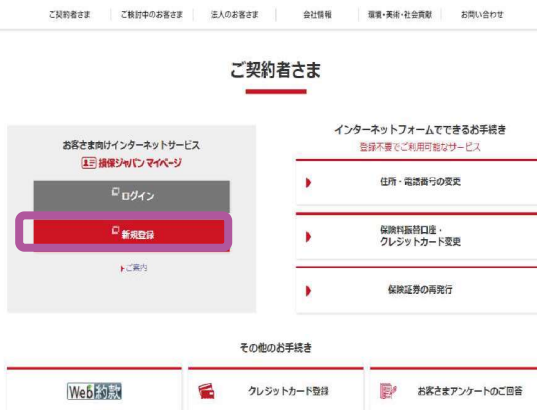 ご契約者さま
ご検討中のお客さま
法人のお客さま
会社情報
環境・美術・社会貢献
お問い合わせ
ご契約者さま
お客さま向けインターネットサービス
損保ジャパン マイページ
ログイン
新規登録
ご案内
インターネットフォームでできるお手続き
登録不要でご利用可能なサービス
住所・電話番号の変更
保険料振替口座・
クレジットカード変更
保険証券の再発行
その他のお手続き
Web約款
クレジットカード登録
お客さまアンケートのご回答